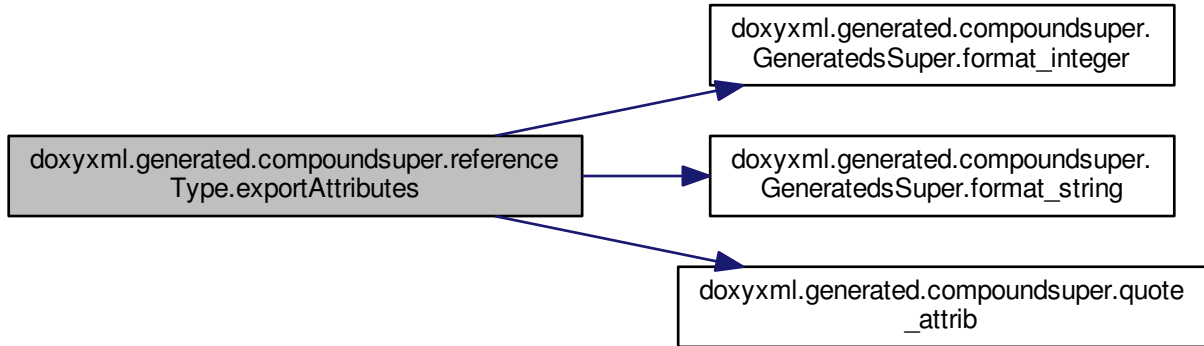 doxyxml.generated.compoundsuper.reference
Type.exportAttributes
doxyxml.generated.compoundsuper.
GeneratedsSuper.format_integer
doxyxml.generated.compoundsuper.
GeneratedsSuper.format_string
doxyxml.generated.compoundsuper.quote
_attrib